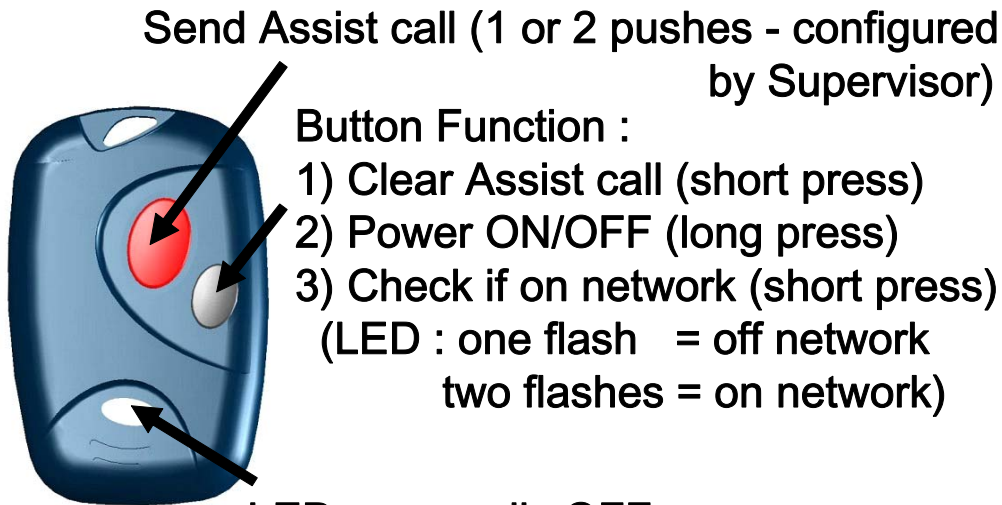 Send Assist call (1 or 2 pushes - configured
by Supervisor)
Button Function :
1) Clear Assist call (short press)
2) Power ON/OFF (long press)
3) Check if on network (short press)
(LED : one flash = off network
two flashes = on network)